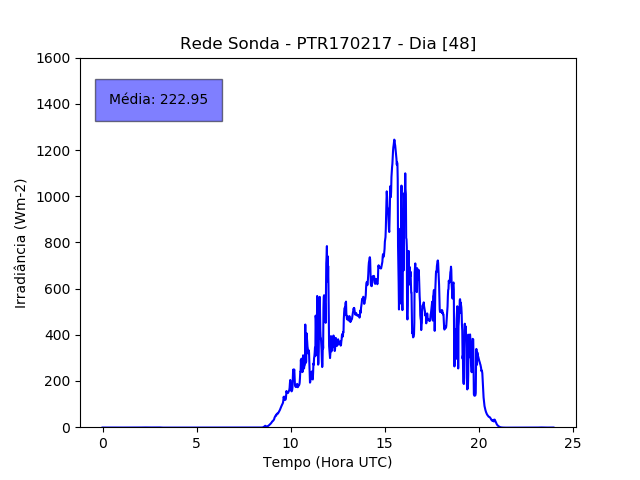 Rede Sonda - PTR170217 - Dia [48]
1600
1400
1200
1000
800
600
400
200
0
Média: 222.95
Irradiância (Wm-2)
0 5 10 15 20 25
Tempo (Hora UTC)